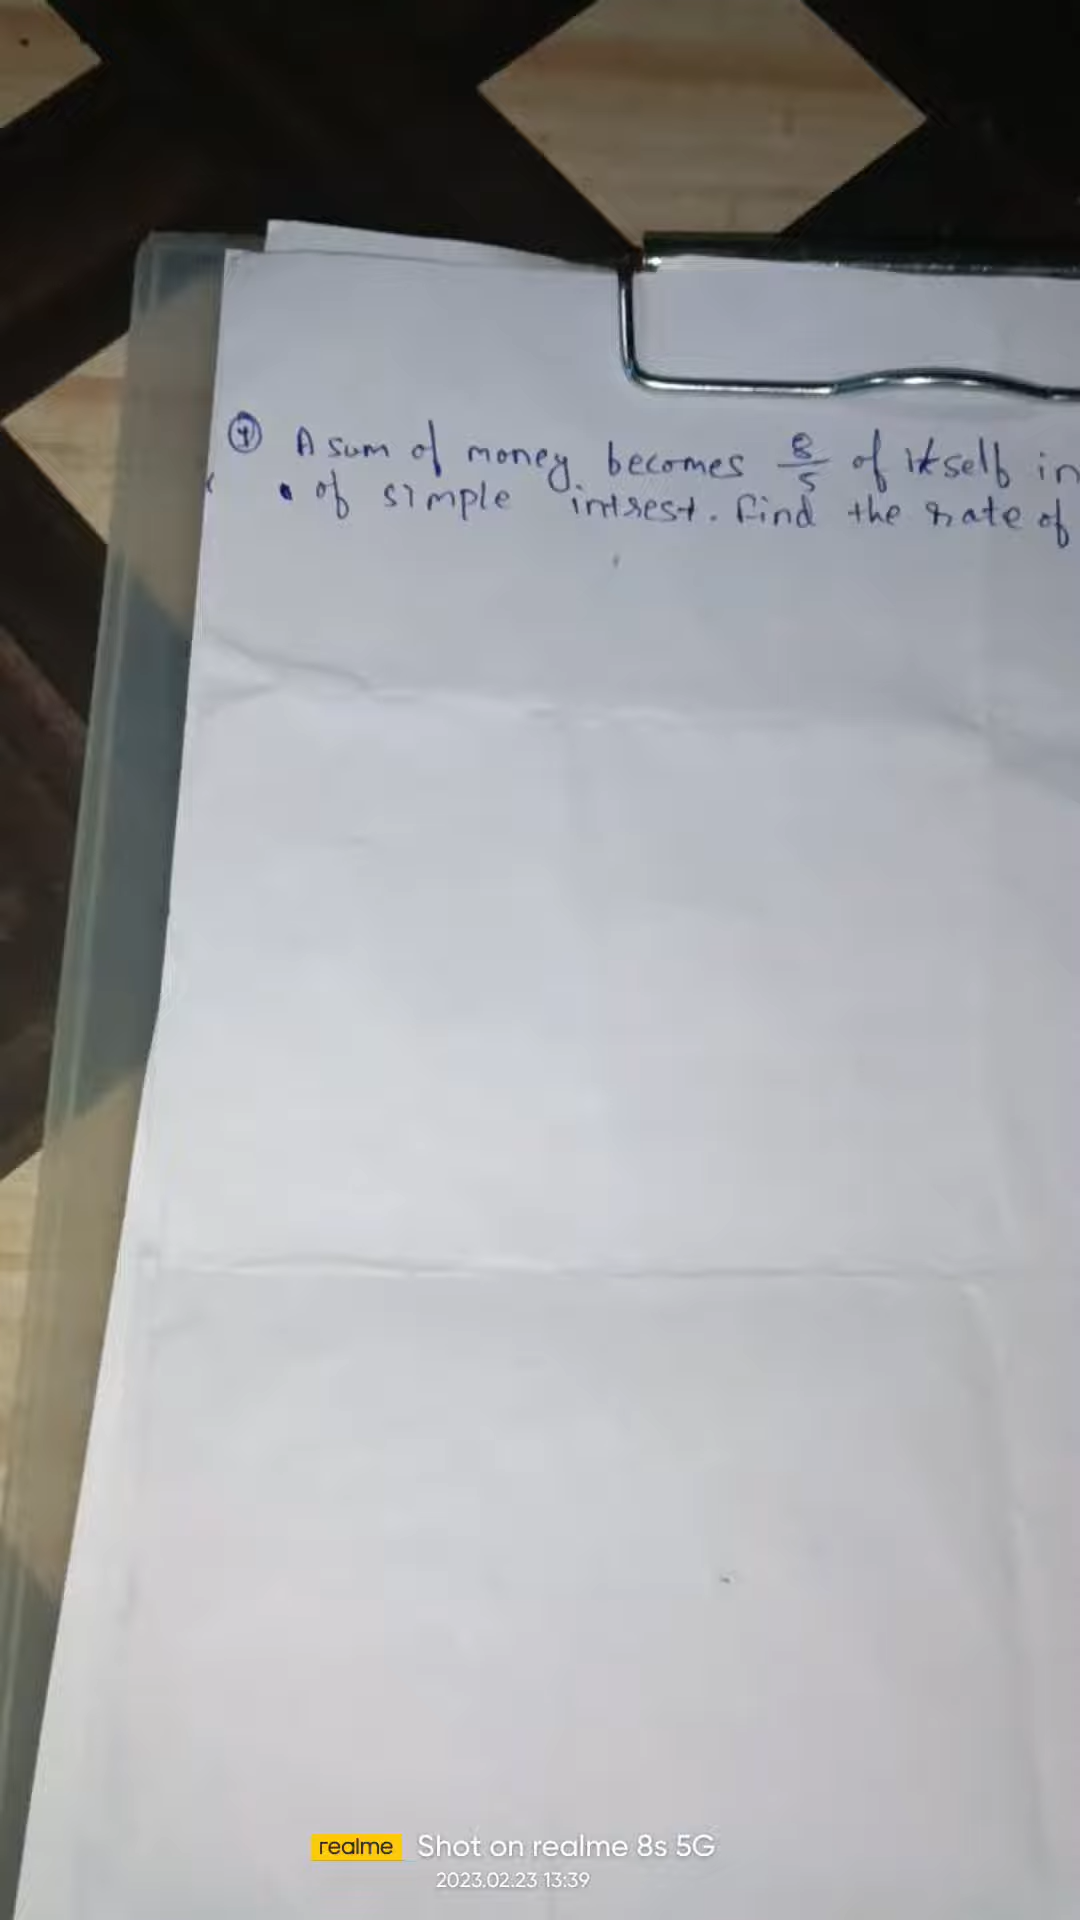 ④ A sum of money becomes 8/5 of itself in
of simple intrest. find the rate of
realme Shot on realme 8s 5G
2023.02.23 13:39